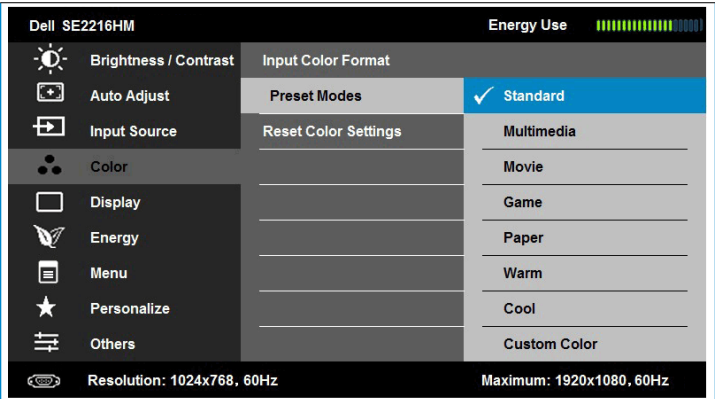 Dell SE2216HM Energy Use
Brightness / Contrast Input Color Format
Auto Adjust Preset Modes Standard
Input Source Reset Color Settings Multimedia
Color Movie
Display Game
Energy Paper
Menu Warm
Personalize Cool
Others Custom Color
Resolution: 1024x768, 60Hz Maximum: 1920x1080, 60Hz